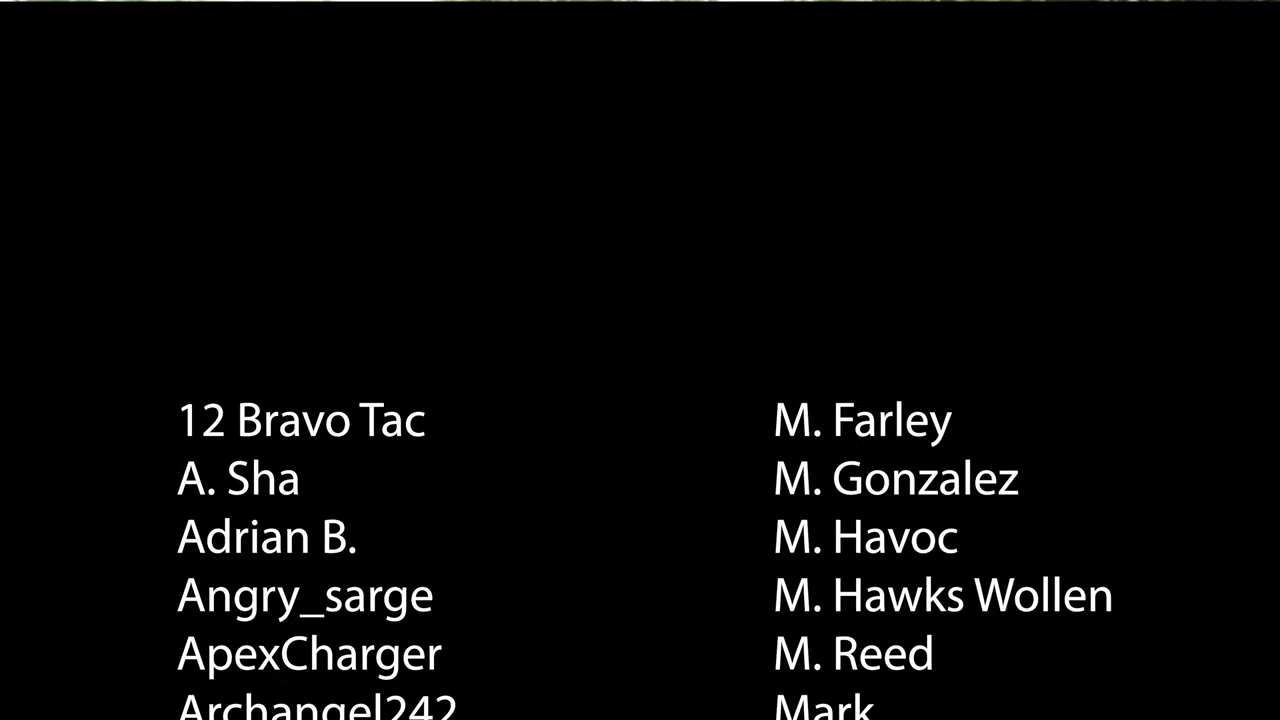 12 Bravo Tac
A. Sha
Adrian B.
Angry_sarge
ApexCharger
Archangel242
M. Farley
M. Gonzalez
M. Havoc
M. Hawks Wollen
M. Reed
Mark